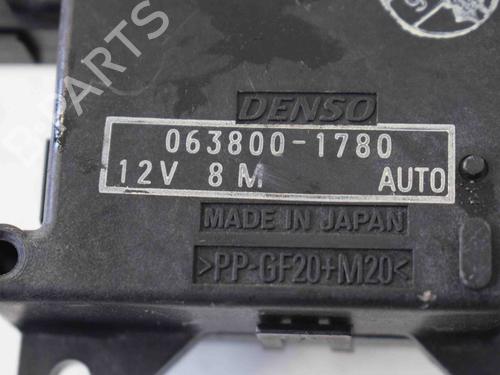 DENSO
063800-1780
12V 8M AUTO
MADE IN JAPAN
>PP-GF20+M20<